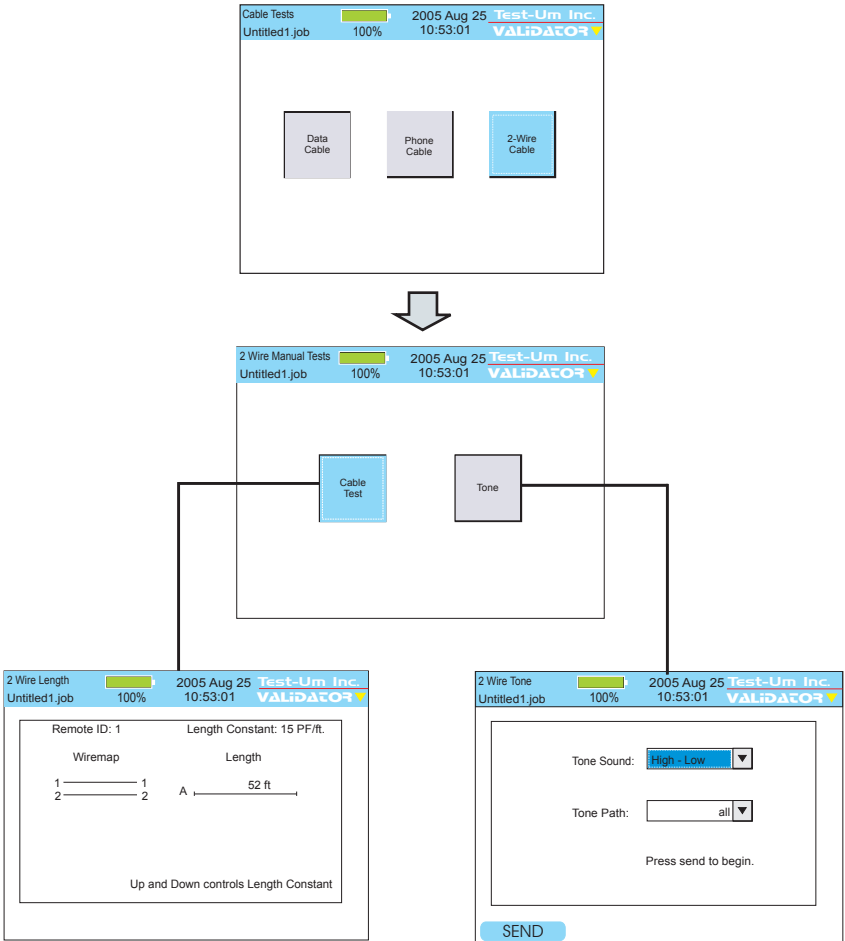 Cable Tests 2005 Aug 25 Test-Um Inc.
Untitled1.job 100% 10:53:01 VALiDATOR
Data
Cable
Phone
Cable
2-Wire
Cable
2 Wire Manual Tests 2005 Aug 25 Test-Um Inc.
Untitled1.job 100% 10:53:01 VALiDATOR
Cable
Test
Tone
2 Wire Length 2005 Aug 25 Test-Um Inc.
Untitled1.job 100% 10:53:01 VALiDATOR
Remote ID: 1 Length Constant: 15 PF/ft.
Wiremap Length
1 1
2 2
A 52 ft
Up and Down controls Length Constant
2 Wire Tone 2005 Aug 25 Test-Um Inc.
Untitled1.job 100% 10:53:01 VALiDATOR
Tone Sound: High - Low
Tone Path: all
Press send to begin.
SEND